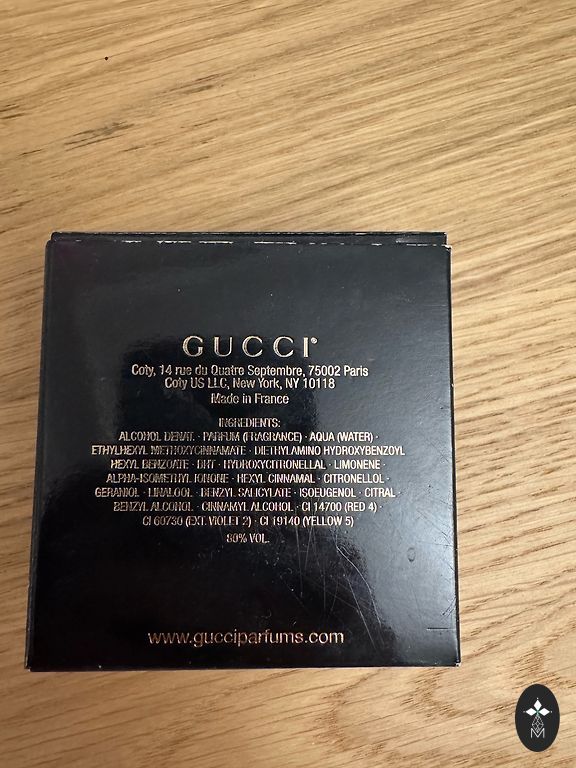 GUCCI®
Coty, 14 rue du Quatre Septembre, 75002 Paris
Coty US LLC, New York, NY 10118
Made in France
INGREDIENTS:
ALCOHOL DENAT. · PARFUM (FRAGRANCE) · AQUA (WATER) ·
ETHYLHEXYL METHOXYCINNAMATE · DIETHYLAMINO HYDROXYBENZOYL
HEXYL BENZOATE · BHT · HYDROXYCITRONELLAL · LIMONENE ·
ALPHA-ISOMETHYL IONONE · HEXYL CINNAMAL · CITRONELLOL ·
GERANIOL · LINALOOL · BENZYL SALICYLATE · ISOEUGENOL · CITRAL ·
BENZYL ALCOHOL · CINNAMYL ALCOHOL · CI 14700 (RED 4) ·
CI 60730 (EXT. VIOLET 2) · CI 19140 (YELLOW 5)
80% VOL.
www.gucciparfums.com
M